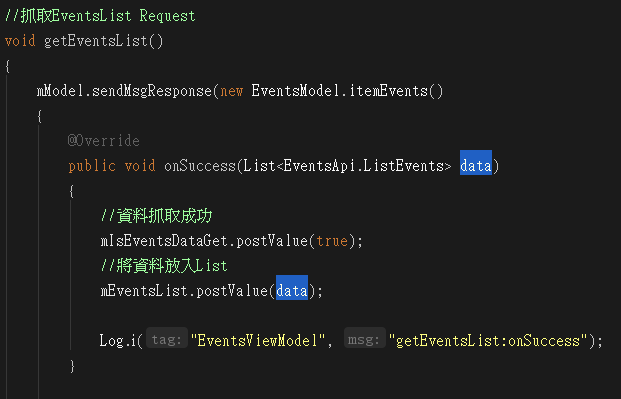 //抓取EventsList Request
void getEventsList()
{
mModel.sendMsgResponse(new EventsModel.itemEvents()
{
@Override
public void onSuccess(List<EventsApi.ListEvents> data)
{
//資料抓取成功
mIsEventsDataGet.postValue(true);
//將資料放入List
mEventsList.postValue(data);
Log.i( tag: "EventsViewModel", msg: "getEventsList:onSuccess");
}